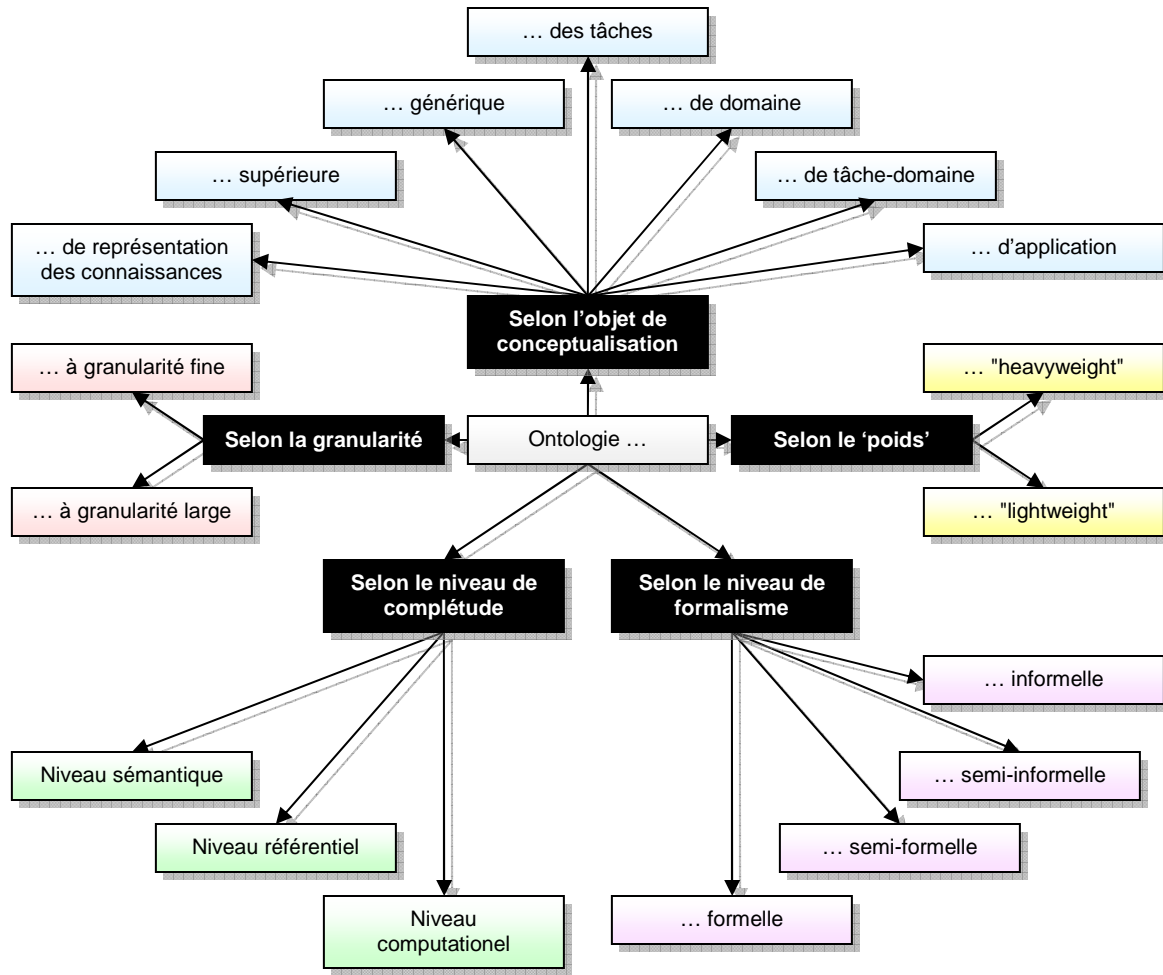 … des tâches
… générique
… de domaine
… supérieure
… de tâche-domaine
… de représentation
des connaissances
… d’application
Selon l’objet de
conceptualisation
… à granularité fine
… "heavyweight"
Selon la granularité
Ontologie …
Selon le ‘poids’
… à granularité large
… "lightweight"
Selon le niveau de
complétude
Selon le niveau de
formalisme
… informelle
Niveau sémantique
… semi-informelle
Niveau référentiel
… semi-formelle
Niveau
computationel
… formelle